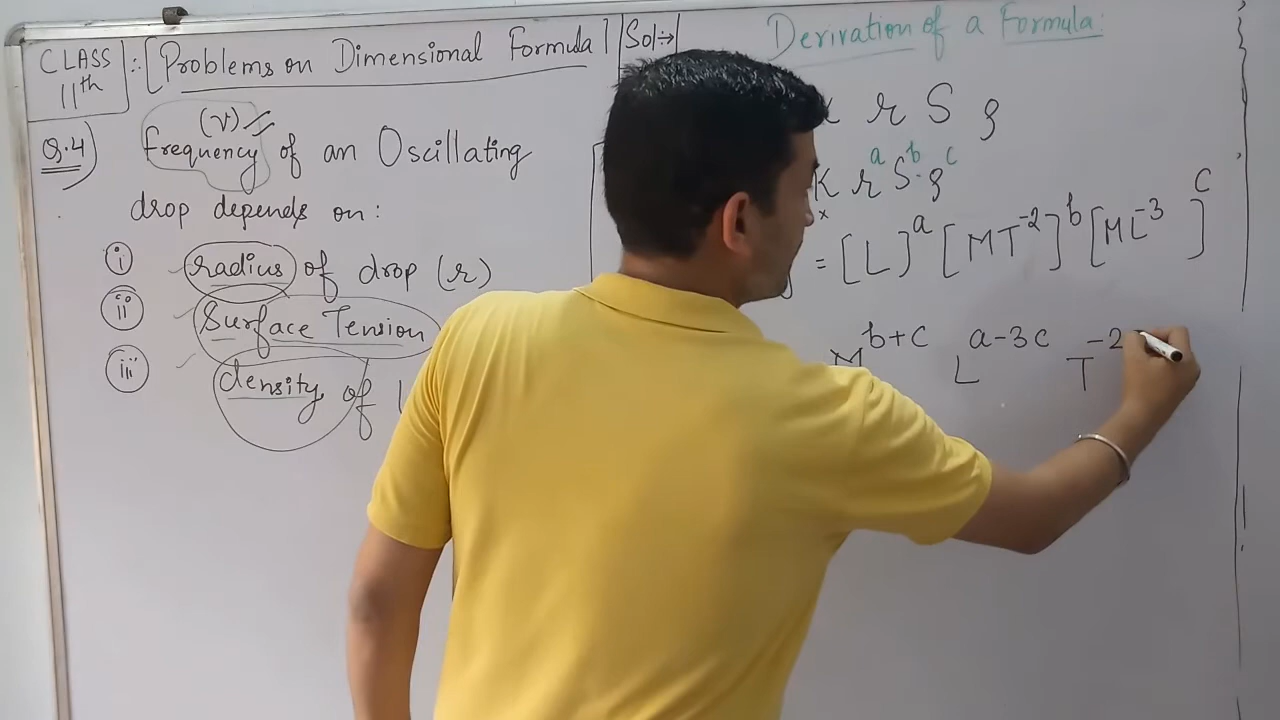 CLASS 11th :- [Problems on Dimensional Formula]
Q.4) frequency (ν) of an Oscillating
drop depends on:
i radius of drop (r)
ii Surface Tension
iii density of
Sol:→
Derivation of a Formula:
r S ρ
K r^a S^b . ρ^c
= [L]^a [MT^-2]^b [ML^-3 ]^c
M^b+c L^a-3c T^-2